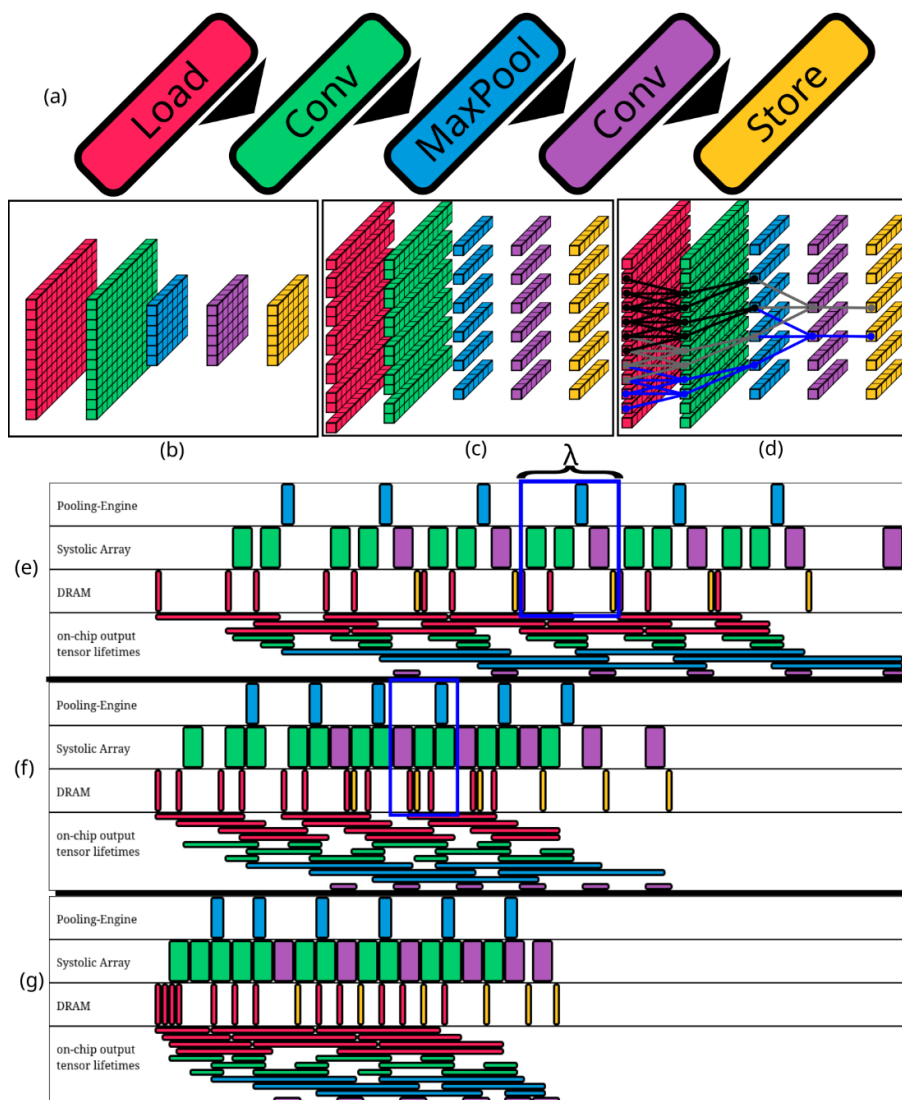 (a)
Load
Conv
MaxPool
Conv
Store
(b)
(c)
(d)
λ
(e)
Pooling-Engine
Systolic Array
DRAM
on-chip output
tensor lifetimes
(f)
Pooling-Engine
Systolic Array
DRAM
on-chip output
tensor lifetimes
(g)
Pooling-Engine
Systolic Array
DRAM
on-chip output
tensor lifetimes